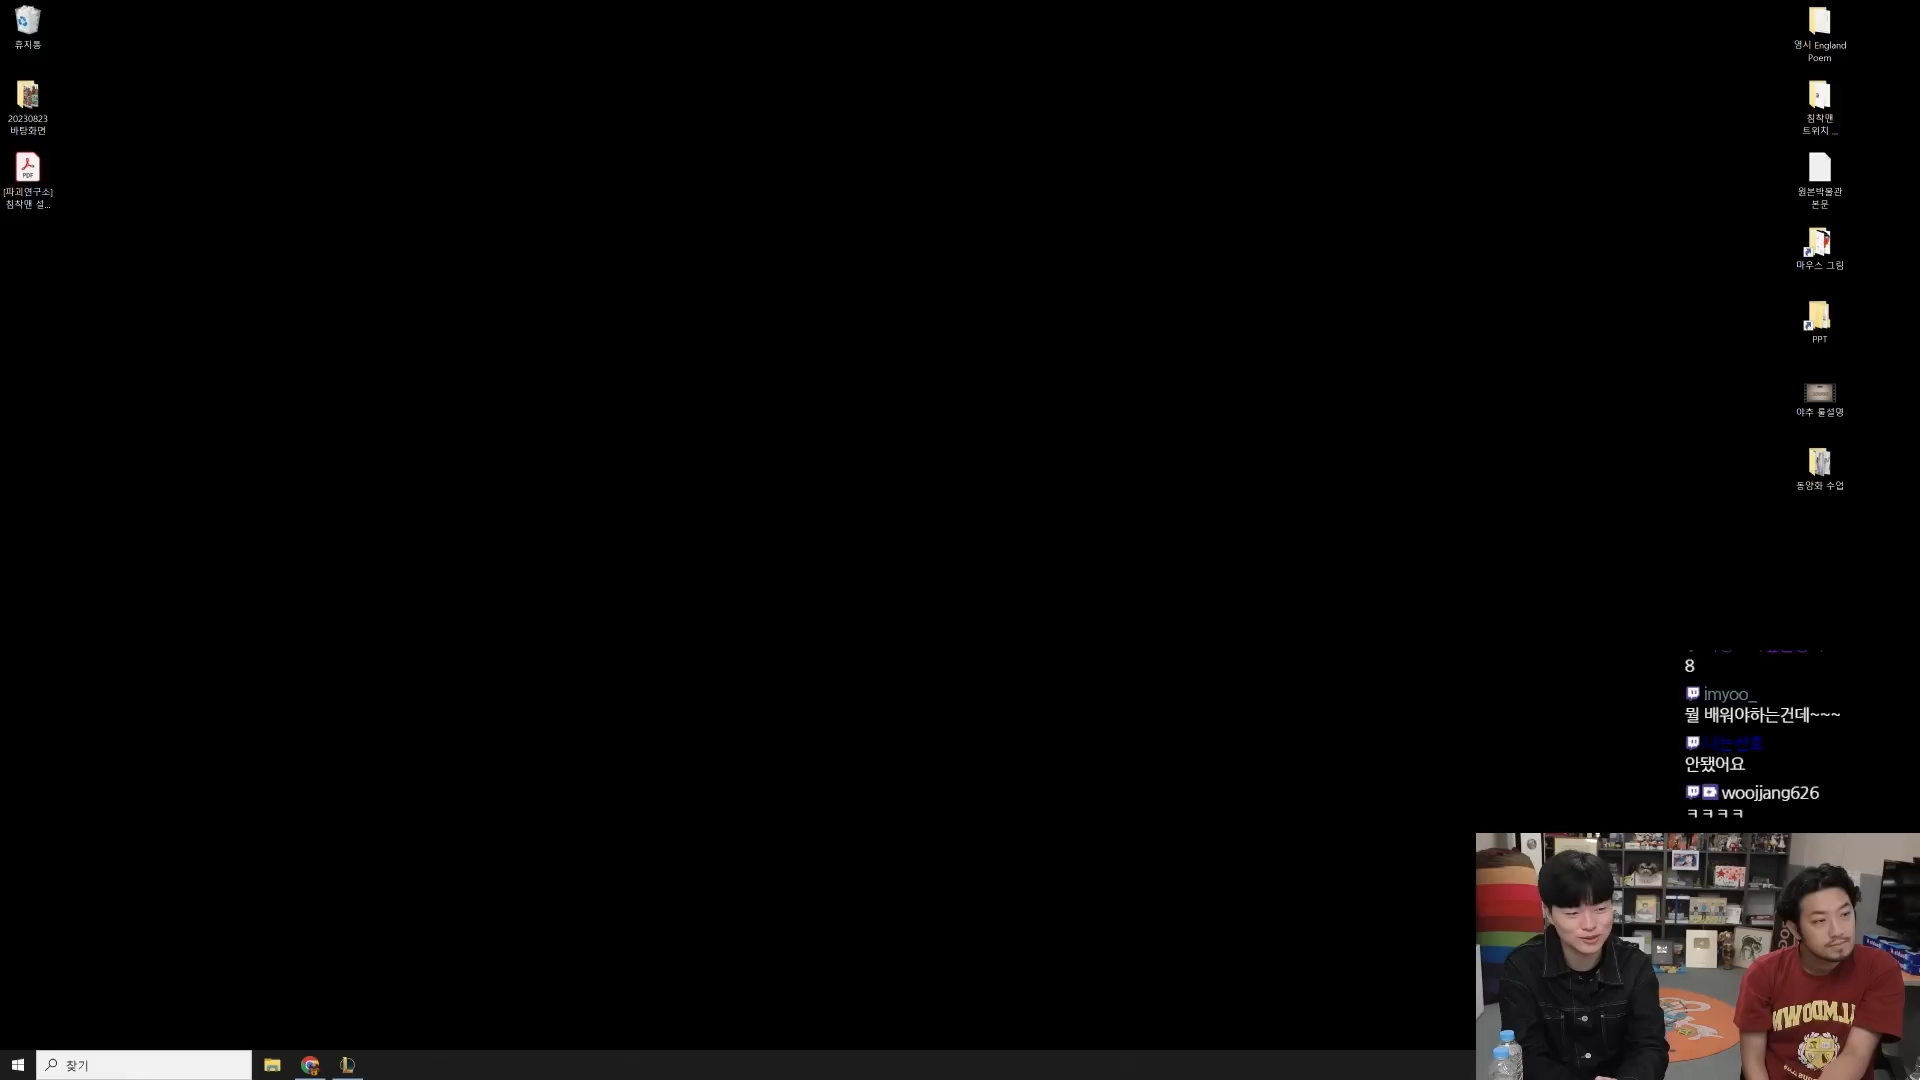 휴지통
20230823
바탕화면
[파괴연구소]
침착맨 설...
영시 England
Poem
침착맨
트위치 ...
원본박물관
본문
마우스 그림
PPT
야추 룰설명
동양화 수업
8
imyoo_
뭘 배워야하는건데~~~
안됐어요
woojjang626
ㅋㅋㅋㅋ
찾기